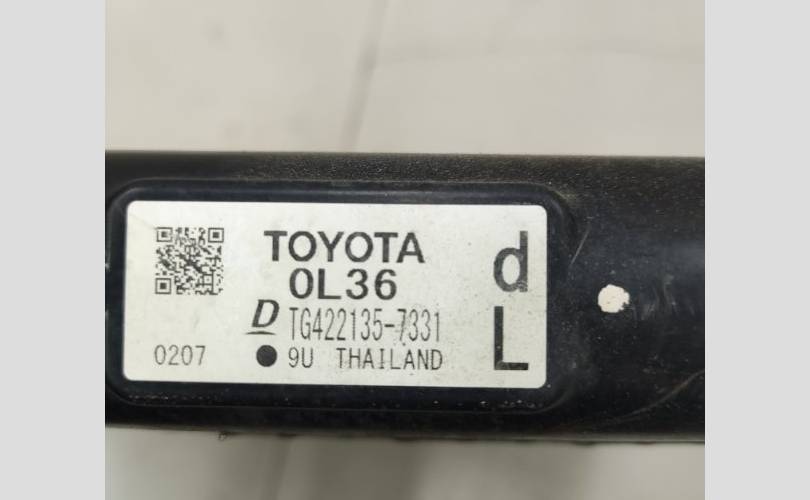 TOYOTA
0L36
d
D TG422135-7331
L
0207 ● 9U THAILAND